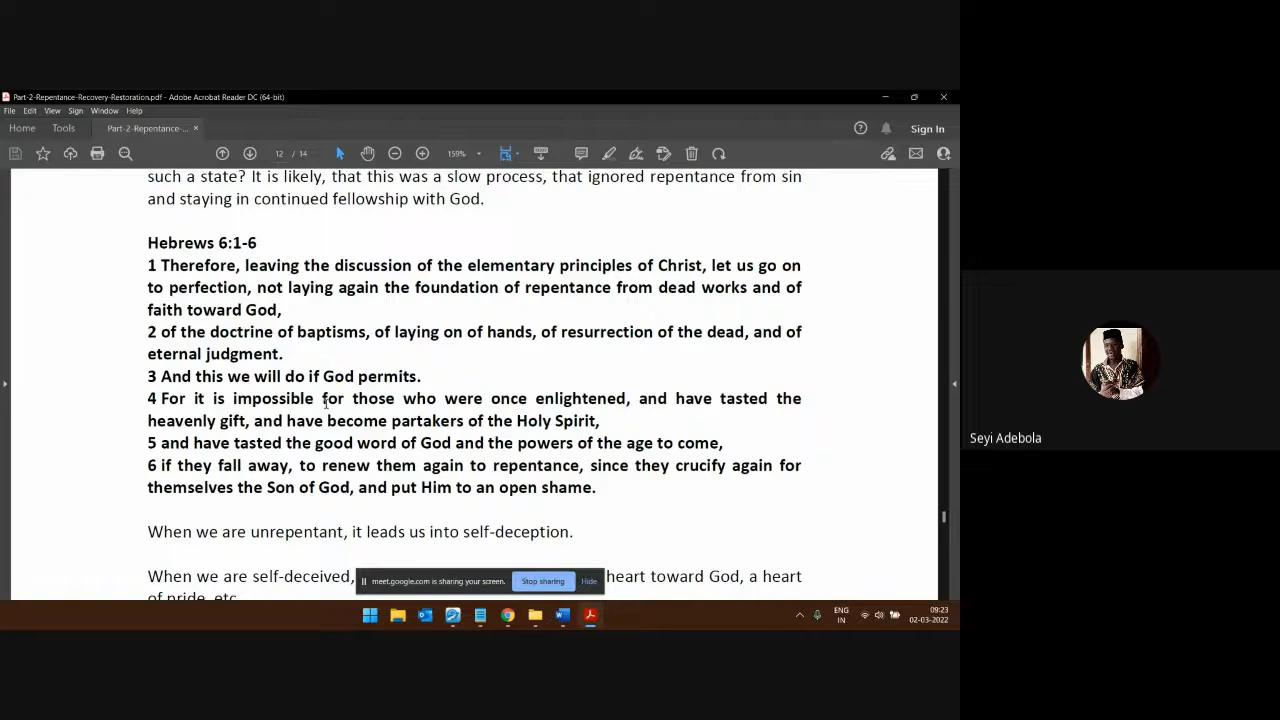 Part-2-Repentance-Recovery-Restoration.pdf - Adobe Acrobat Reader DC (64-bit)
File Edit View Sign Window Help
Home Tools Part-2-Repentance-... × Sign In
12 / 14 159%
such a state? It is likely, that this was a slow process, that ignored repentance from sin
and staying in continued fellowship with God.
Hebrews 6:1-6
1 Therefore, leaving the discussion of the elementary principles of Christ, let us go on
to perfection, not laying again the foundation of repentance from dead works and of
faith toward God,
2 of the doctrine of baptisms, of laying on of hands, of resurrection of the dead, and of
eternal judgment.
3 And this we will do if God permits.
4 For it is impossible for those who were once enlightened, and have tasted the
heavenly gift, and have become partakers of the Holy Spirit,
5 and have tasted the good word of God and the powers of the age to come,
6 if they fall away, to renew them again to repentance, since they crucify again for
themselves the Son of God, and put Him to an open shame.
Seyi Adebola
When we are unrepentant, it leads us into self-deception.
When we are self-deceived, heart toward God, a heart
meet.google.com is sharing your screen. Stop sharing Hide
of pride, etc
ENG
IN
09:23
02-03-2022